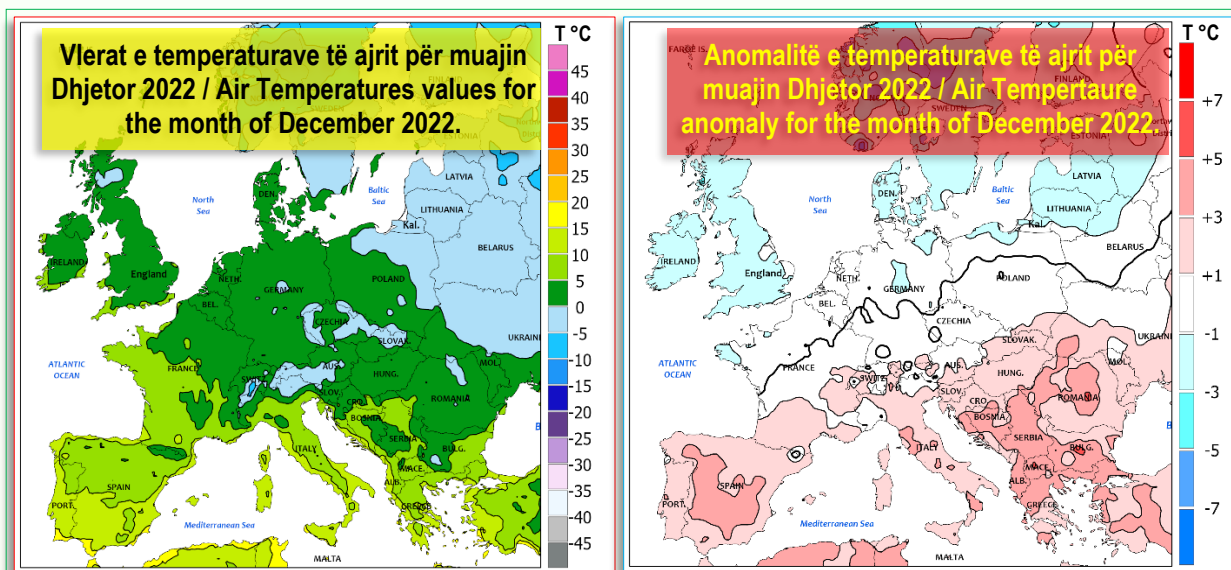 Vlerat e temperaturave të ajrit për muajin
Dhjetor 2022 / Air Temperatures values for
the month of December 2022.
T °C
45
40
35
30
25
20
15
10
5
0
-5
-10
-15
-20
-25
-30
-35
-40
-45
ESTONIA
LATVIA
LITHUANIA
Kal.
BELARUS
Baltic
Sea
North
Sea
DEN.
IRELAND
England
NETH.
BEL.
GERMANY
POLAND
CZECHIA
SLOVAK.
UKRAINE
ATLANTIC
OCEAN
FRANCE
SWITZ.
AUS.
HUNG.
MOL.
SLOV.
CRO.
BOSNIA
ROMANIA
SERBIA
BULG.
ITALY
MACE.
ALB.
GREECE
SPAIN
PORT.
Mediterranean Sea
MALTA
Anomalitë e temperaturave të ajrit për
muajin Dhjetor 2022 / Air Tempertaure
anomaly for the month of December 2022.
T °C
+7
+5
+3
+1
-1
-3
-5
-7
FAROE IS.
FINLAND
SWEDEN
ESTONIA
LATVIA
LITHUANIA
Kal.
BELARUS
Baltic
Sea
North
Sea
DEN.
IRELAND
England
NETH.
BEL.
GERMANY
POLAND
CZECHIA
SLOVAK.
UKRAINE
ATLANTIC
OCEAN
FRANCE
SWITZ.
AUS.
HUNG.
MOL.
SLOV.
CRO.
BOSNIA
ROMANIA
SERBIA
BULG.
ITALY
MACE.
ALB.
GREECE
SPAIN
PORT.
Mediterranean Sea
MALTA